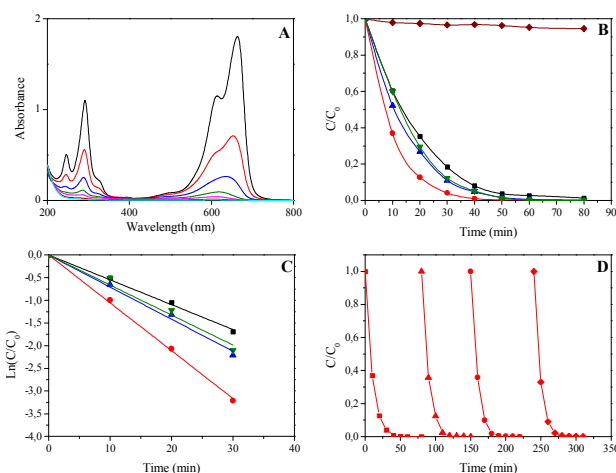 A
2
1
0
200
400
600
800
Absorbance
Wavelength (nm)
B
1,0
0,8
0,6
0,4
0,2
0,0
0 10 20 30 40 50 60 70 80 90
C/C0
Time (min)
C
0,0
-0,5
-1,0
-1,5
-2,0
-2,5
-3,0
-3,5
-4,0
0 10 20 30 40
Ln(C/C0)
Time (min)
D
1,0
0,8
0,6
0,4
0,2
0,0
0 50 100 150 200 250 300 350
C/C0
Time (min)